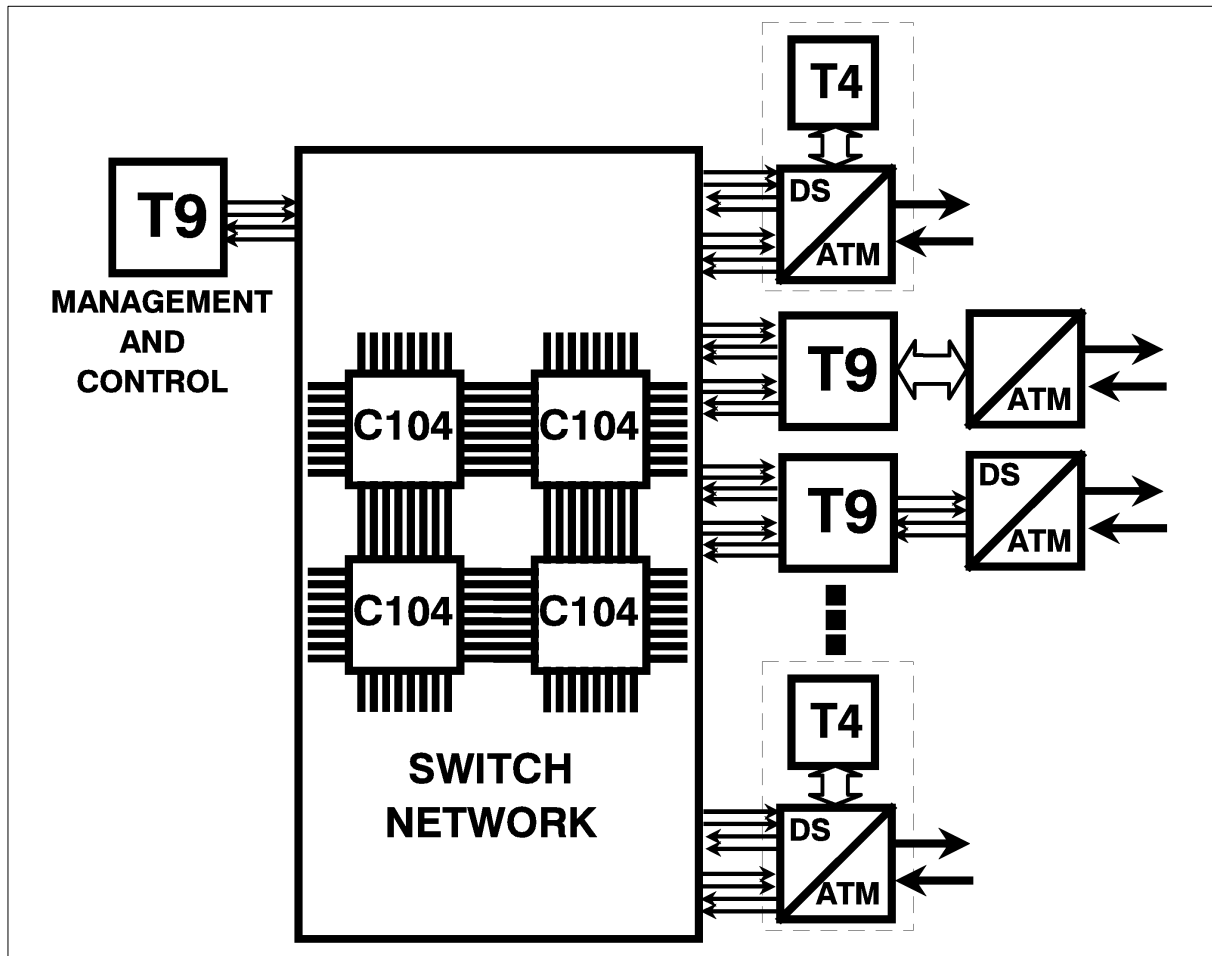 T4
DS
ATM
T9
MANAGEMENT
AND
CONTROL
T9
ATM
C104
C104
T9
DS
ATM
C104
C104
T4
SWITCH
NETWORK
DS
ATM